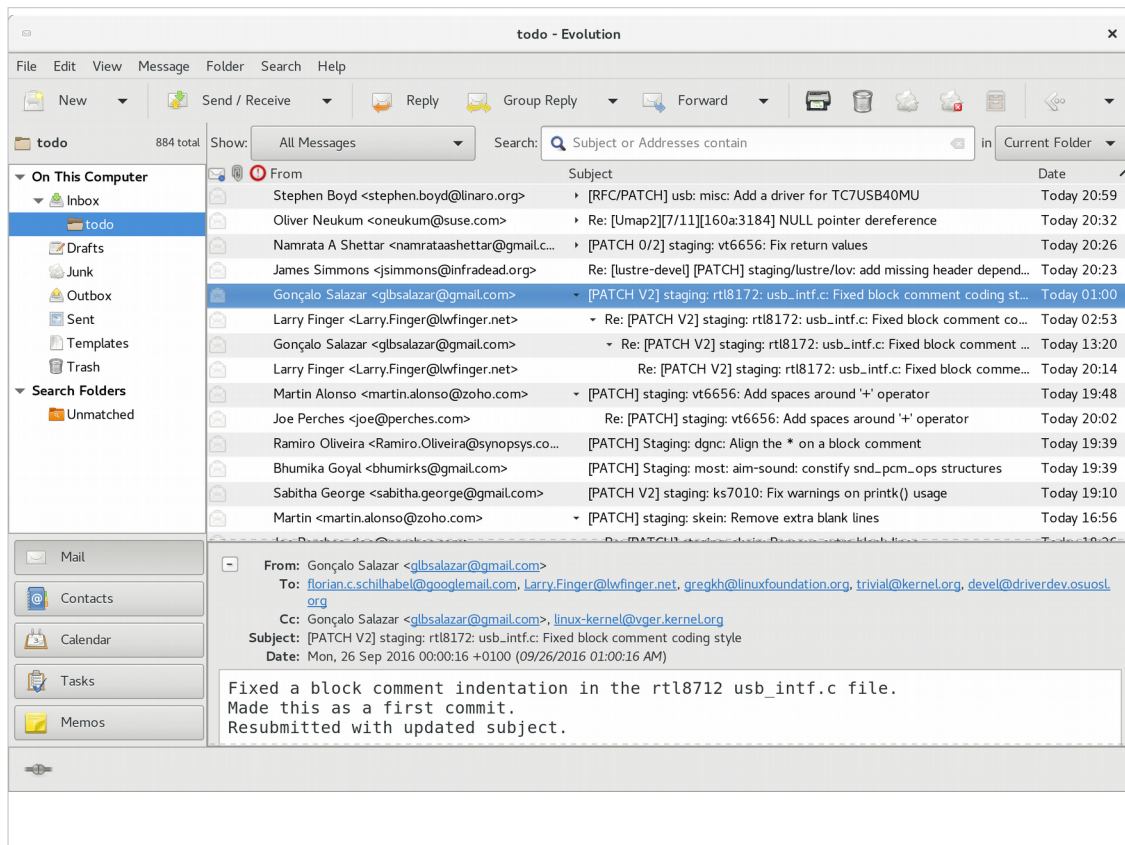 todo - Evolution
File Edit View Message Folder Search Help
New Send / Receive Reply Group Reply Forward
todo 884 total Show: All Messages Search: Subject or Addresses contain in Current Folder
On This Computer
Inbox
todo
Drafts
Junk
Outbox
Sent
Templates
Trash
Search Folders
Unmatched
From Subject Date
Stephen Boyd <stephen.boyd@linaro.org> [RFC/PATCH] usb: misc: Add a driver for TC7USB40MU Today 20:59
Oliver Neukum <oneukum@suse.com> Re: [Umap2][7/11][160a:3184] NULL pointer dereference Today 20:32
Namrata A Shettar <namrataashettar@gmail.c... [PATCH 0/2] staging: vt6656: Fix return values Today 20:26
James Simmons <jsimmons@infradead.org> Re: [lustre-devel] [PATCH] staging/lustre/lov: add missing header depend... Today 20:23
Gonçalo Salazar <glbsalazar@gmail.com> [PATCH V2] staging: rtl8172: usb_intf.c: Fixed block comment coding st... Today 01:00
Larry Finger <Larry.Finger@lwfinger.net> Re: [PATCH V2] staging: rtl8172: usb_intf.c: Fixed block comment co... Today 02:53
Gonçalo Salazar <glbsalazar@gmail.com> Re: [PATCH V2] staging: rtl8172: usb_intf.c: Fixed block comment ... Today 13:20
Larry Finger <Larry.Finger@lwfinger.net> Re: [PATCH V2] staging: rtl8172: usb_intf.c: Fixed block comme... Today 20:14
Martin Alonso <martin.alonso@zoho.com> [PATCH] staging: vt6656: Add spaces around '+' operator Today 19:48
Joe Perches <joe@perches.com> Re: [PATCH] staging: vt6656: Add spaces around '+' operator Today 20:02
Ramiro Oliveira <Ramiro.Oliveira@synopsys.co... [PATCH] Staging: dgnc: Align the * on a block comment Today 19:39
Bhumika Goyal <bhumirks@gmail.com> [PATCH] Staging: most: aim-sound: constify snd_pcm_ops structures Today 19:39
Sabitha George <sabitha.george@gmail.com> [PATCH V2] staging: ks7010: Fix warnings on printk() usage Today 19:10
Martin <martin.alonso@zoho.com> [PATCH] staging: skein: Remove extra blank lines Today 16:56
Mail
Contacts
Calendar
Tasks
Memos
From: Gonçalo Salazar <glbsalazar@gmail.com>
To: florian.c.schilhabel@googlemail.com, Larry.Finger@lwfinger.net, gregkh@linuxfoundation.org, trivial@kernel.org, devel@driverdev.osuosl.
org
Cc: Gonçalo Salazar <glbsalazar@gmail.com>, linux-kernel@vger.kernel.org
Subject: [PATCH V2] staging: rtl8172: usb_intf.c: Fixed block comment coding style
Date: Mon, 26 Sep 2016 00:00:16 +0100 (09/26/2016 01:00:16 AM)
Fixed a block comment indentation in the rtl8712 usb_intf.c file.
Made this as a first commit.
Resubmitted with updated subject.